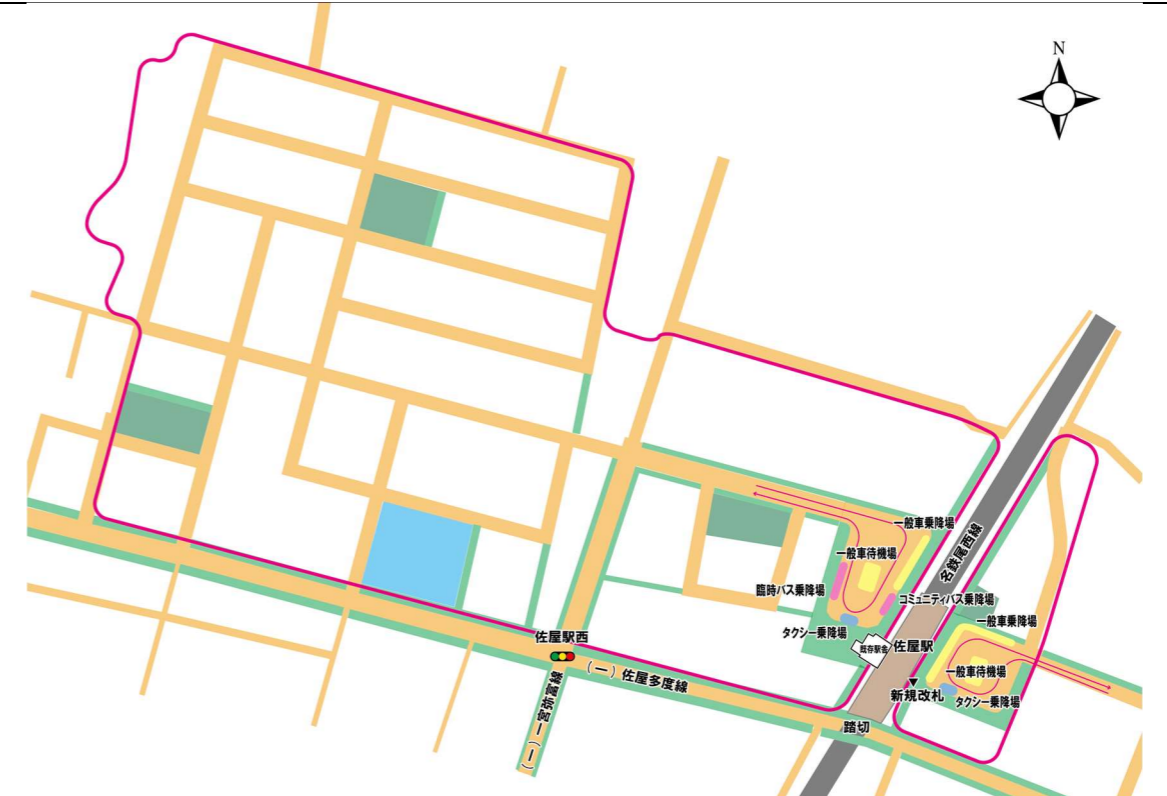 N
一般車乗降場
名鉄尾西線
一般車待機場
臨時バス乗降場
コミュニティバス乗降場
タクシー乗降場
一般車乗降場
佐屋駅西
既存駅舎
佐屋駅
一般車待機場
(一)佐屋多度線
新規改札
タクシー乗降場
(一)一宮弥富線
踏切